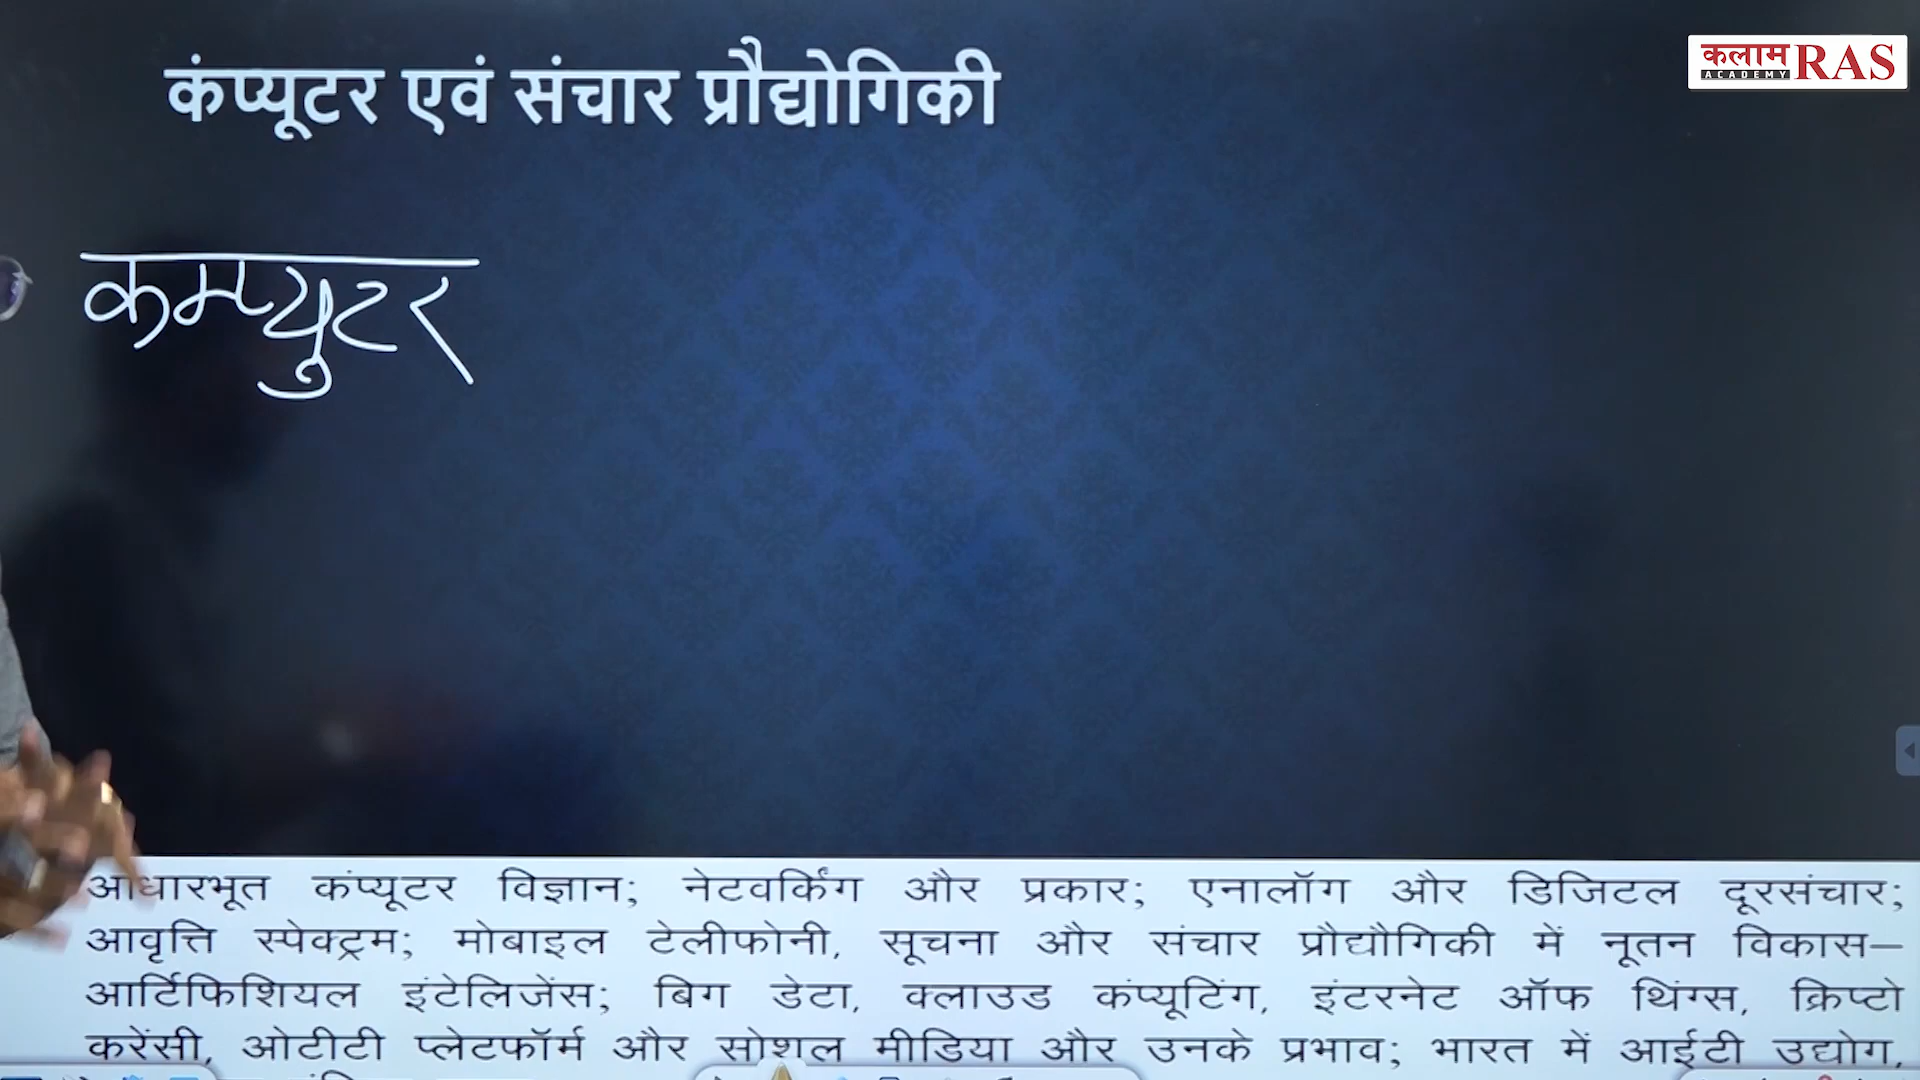 कंप्यूटर एवं संचार प्रौद्योगिकी
कलाम RAS
ACADEMY
कम्प्युटर
आधारभूत कंप्यूटर विज्ञान; नेटवर्किंग और प्रकार; एनालॉग और डिजिटल दूरसंचार;
आवृत्ति स्पेक्ट्रम; मोबाइल टेलीफोनी, सूचना और संचार प्रौद्यौगिकी में नूतन विकास–
आर्टिफिशियल इंटेलिजेंस; बिग डेटा, क्लाउड कंप्यूटिंग, इंटरनेट ऑफ थिंग्स, क्रिप्टो
करेंसी, ओटीटी प्लेटफॉर्म और सोशल मीडिया और उनके प्रभाव; भारत में आईटी उद्योग,